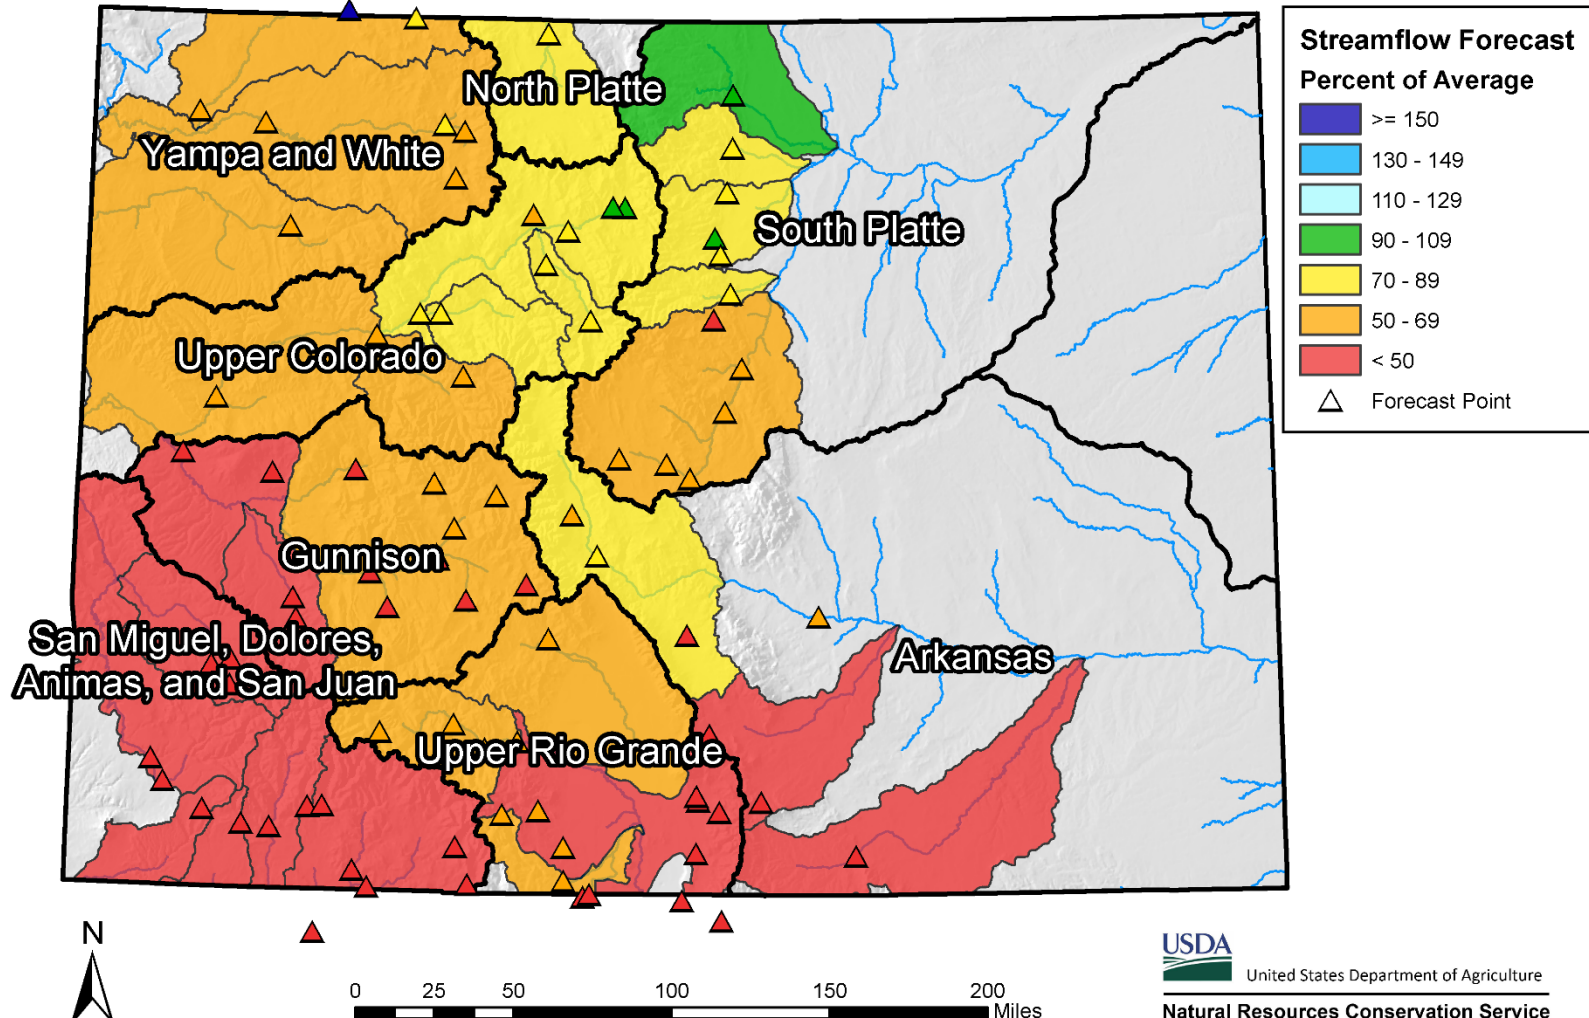 Streamflow Forecast
Percent of Average
>= 150
130 - 149
110 - 129
90 - 109
70 - 89
50 - 69
< 50
Forecast Point
North Platte
Yampa and White
South Platte
Upper Colorado
Gunnison
San Miguel, Dolores,
Animas, and San Juan
Arkansas
Upper Rio Grande
N
0 25 50 100 150 200
Miles
USDA
United States Department of Agriculture
Natural Resources Conservation Service